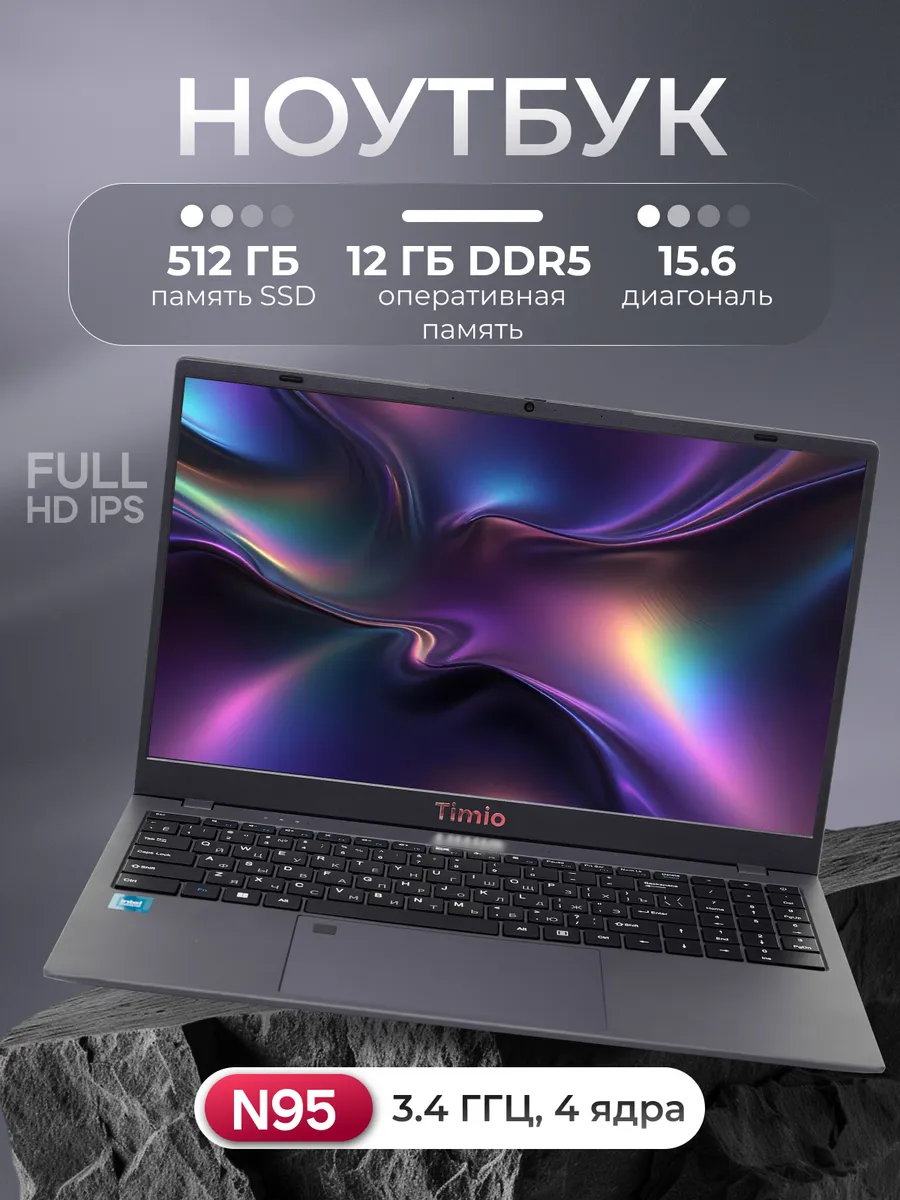 НОУТБУК
512 ГБ
память SSD
12 ГБ DDR5
оперативная
память
15.6
диагональ
FULL
HD IPS
Timio
intel
N95
3.4 ГГЦ, 4 ядра